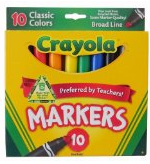 10 Classic Colors
Broad Line
Crayola
Preferred by Teachers!
MARKERS
10